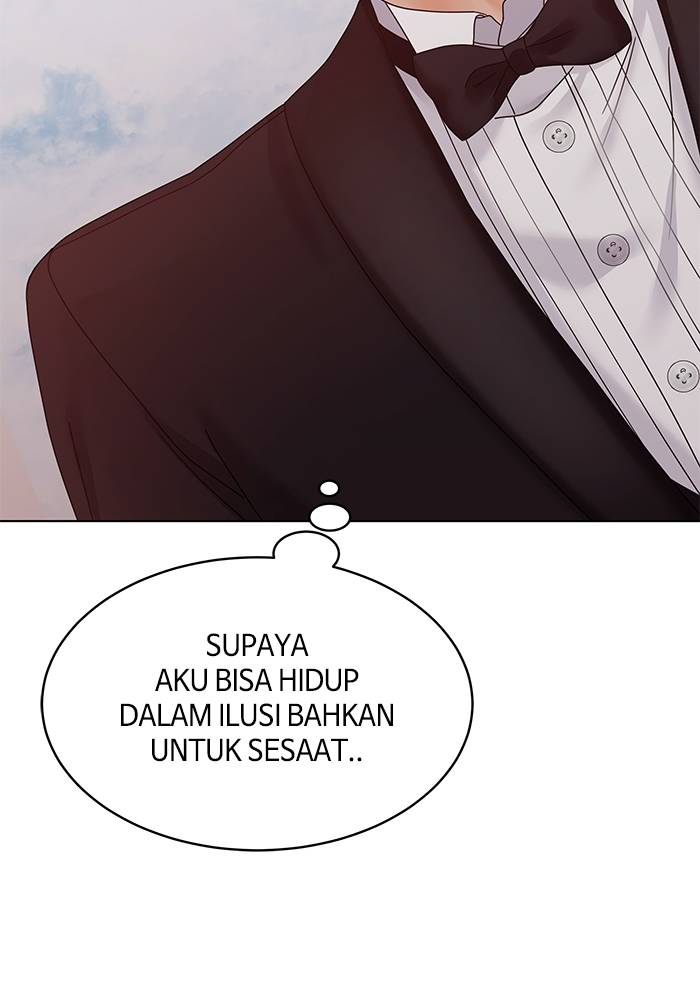 SUPAYA
AKU BISA HIDUP
DALAM ILUSI BAHKAN
UNTUK SESAAT..